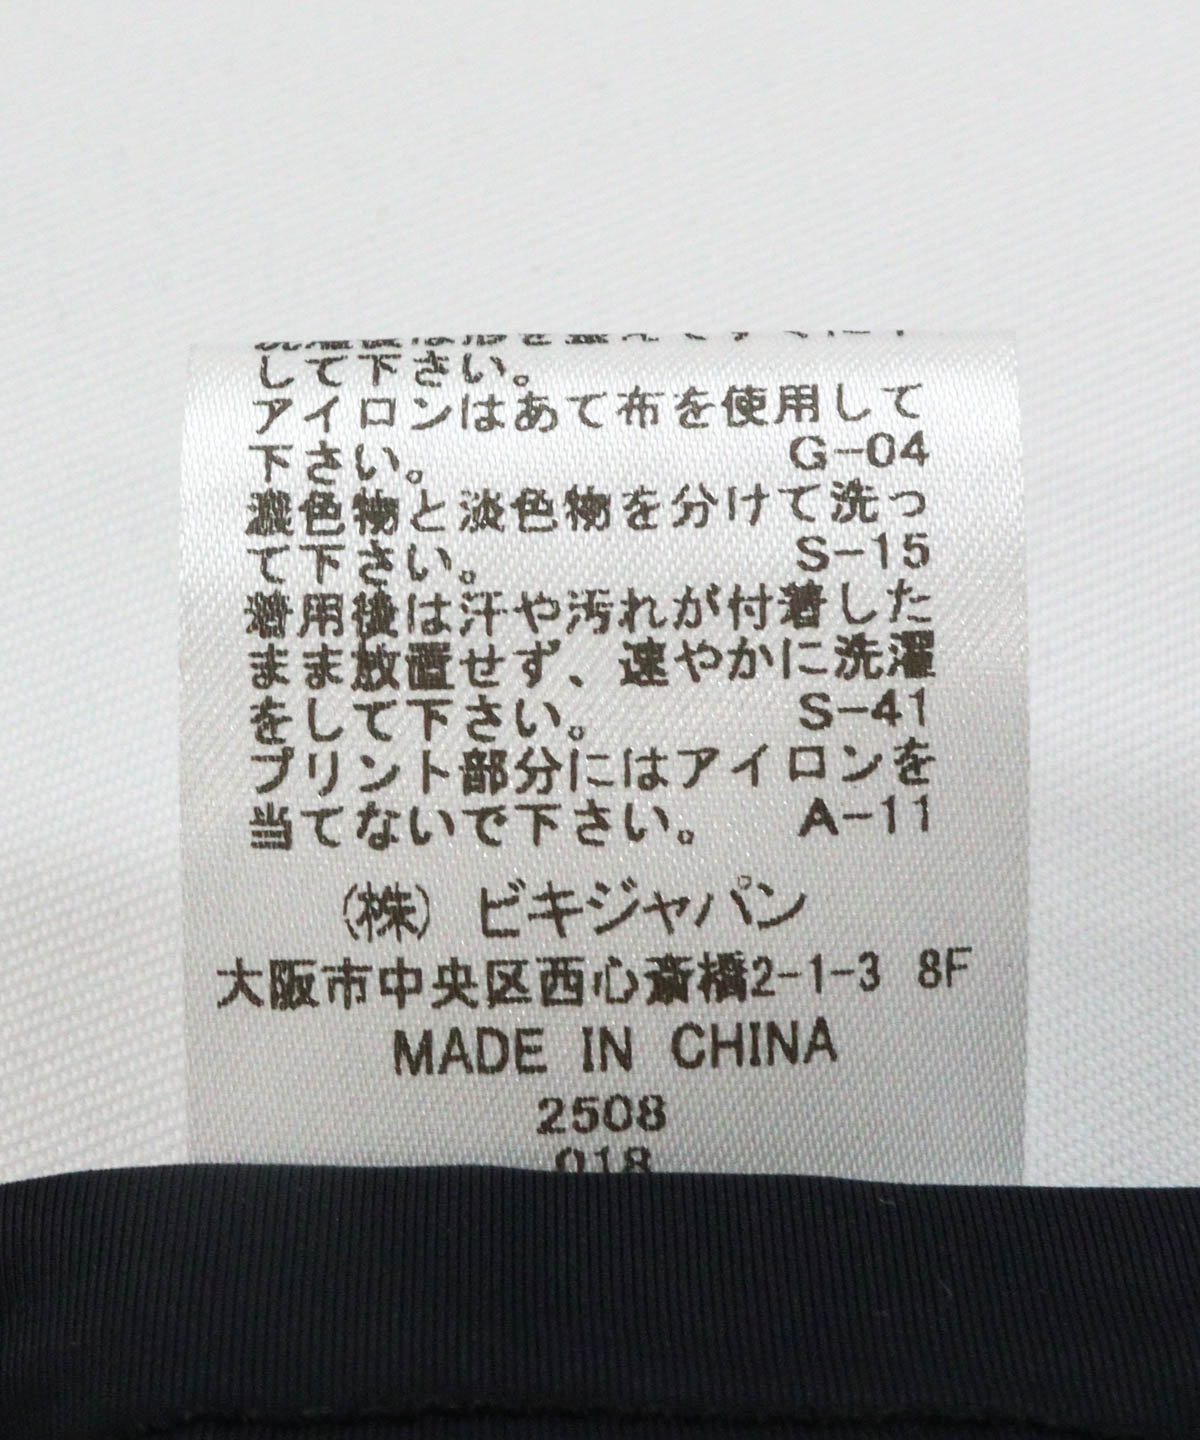 して下さい。
アイロンはあて布を使用して
下さい。 G-04
濃色物と淡色物を分けて洗っ
て下さい。 S-15
着用後は汗や汚れが付着した
まま放置せず、速やかに洗濯
をして下さい。 S-41
プリント部分にはアイロンを
当てないで下さい。 A-11
(株) ビキジャパン
大阪市中央区西心斎橋2-1-3 8F
MADE IN CHINA
2508
018